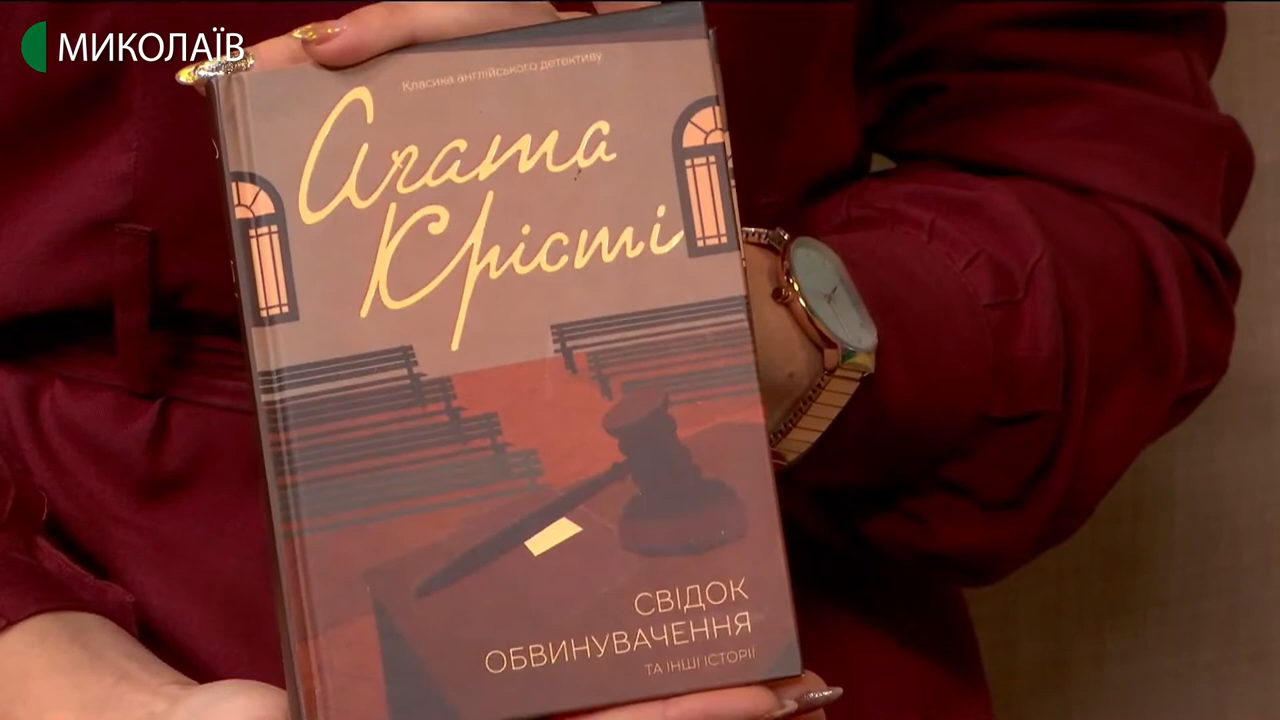 МИКОЛАЇВ
Класика англійського детективу
Агата
Крісті
СВІДОК
ОБВИНУВАЧЕННЯ
ТА ІНШІ ІСТОРІЇ